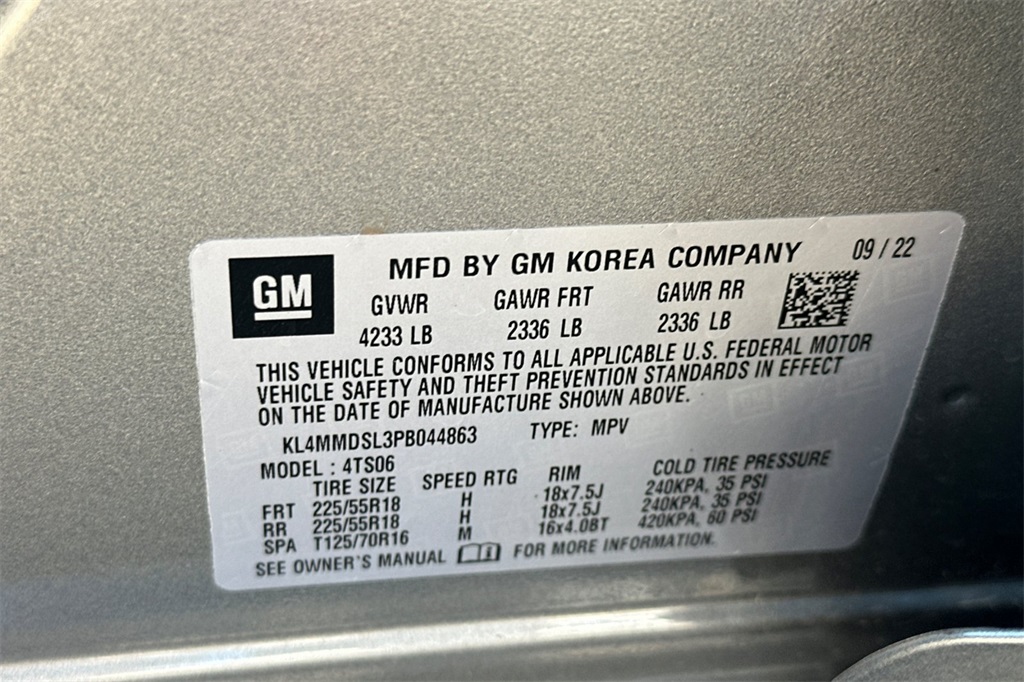 GM
MFD BY GM KOREA COMPANY 09 / 22
GVWR GAWR FRT GAWR RR
4233 LB 2336 LB 2336 LB
THIS VEHICLE CONFORMS TO ALL APPLICABLE U.S. FEDERAL MOTOR
VEHICLE SAFETY AND THEFT PREVENTION STANDARDS IN EFFECT
ON THE DATE OF MANUFACTURE SHOWN ABOVE.
KL4MMDSL3PB044863 TYPE: MPV
MODEL : 4TS06
TIRE SIZE SPEED RTG RIM COLD TIRE PRESSURE
FRT 225/55R18 H 18x7.5J 240KPA, 35 PSI
RR 225/55R18 H 18x7.5J 240KPA, 35 PSI
SPA T125/70R16 M 16x4.0BT 420KPA, 60 PSI
SEE OWNER'S MANUAL FOR MORE INFORMATION.